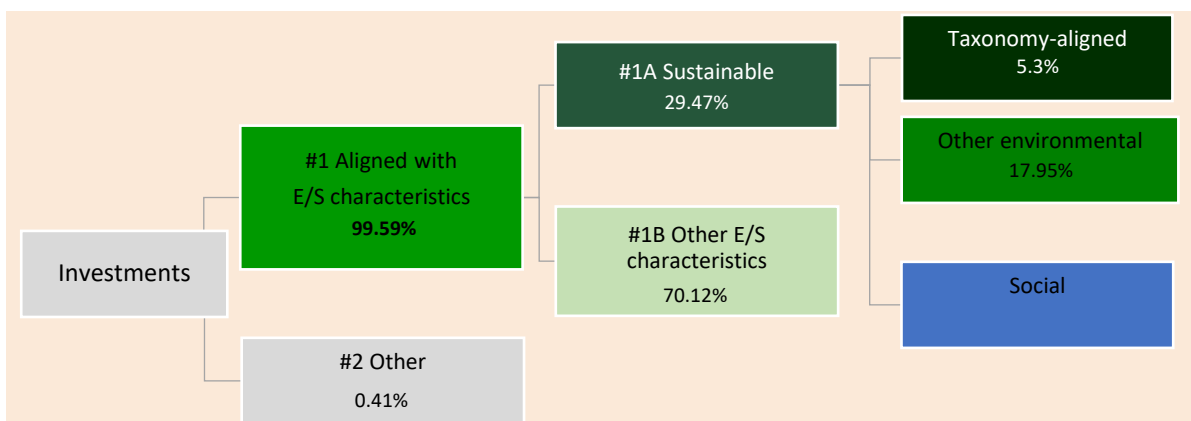 Investments
#1 Aligned with
E/S characteristics
99.59%
#2 Other
0.41%
#1A Sustainable
29.47%
#1B Other E/S
characteristics
70.12%
Taxonomy-aligned
5.3%
Other environmental
17.95%
Social